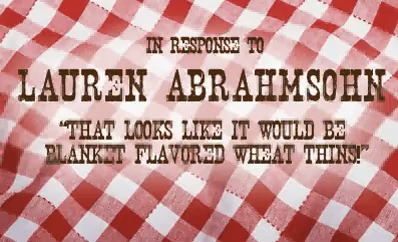 IN RESPONSE TO
LAUREN ABRAHMSOHN
"THAT LOOKS LIKE IT WOULD BE
BLANKET FLAVORED WHEAT THINS!"